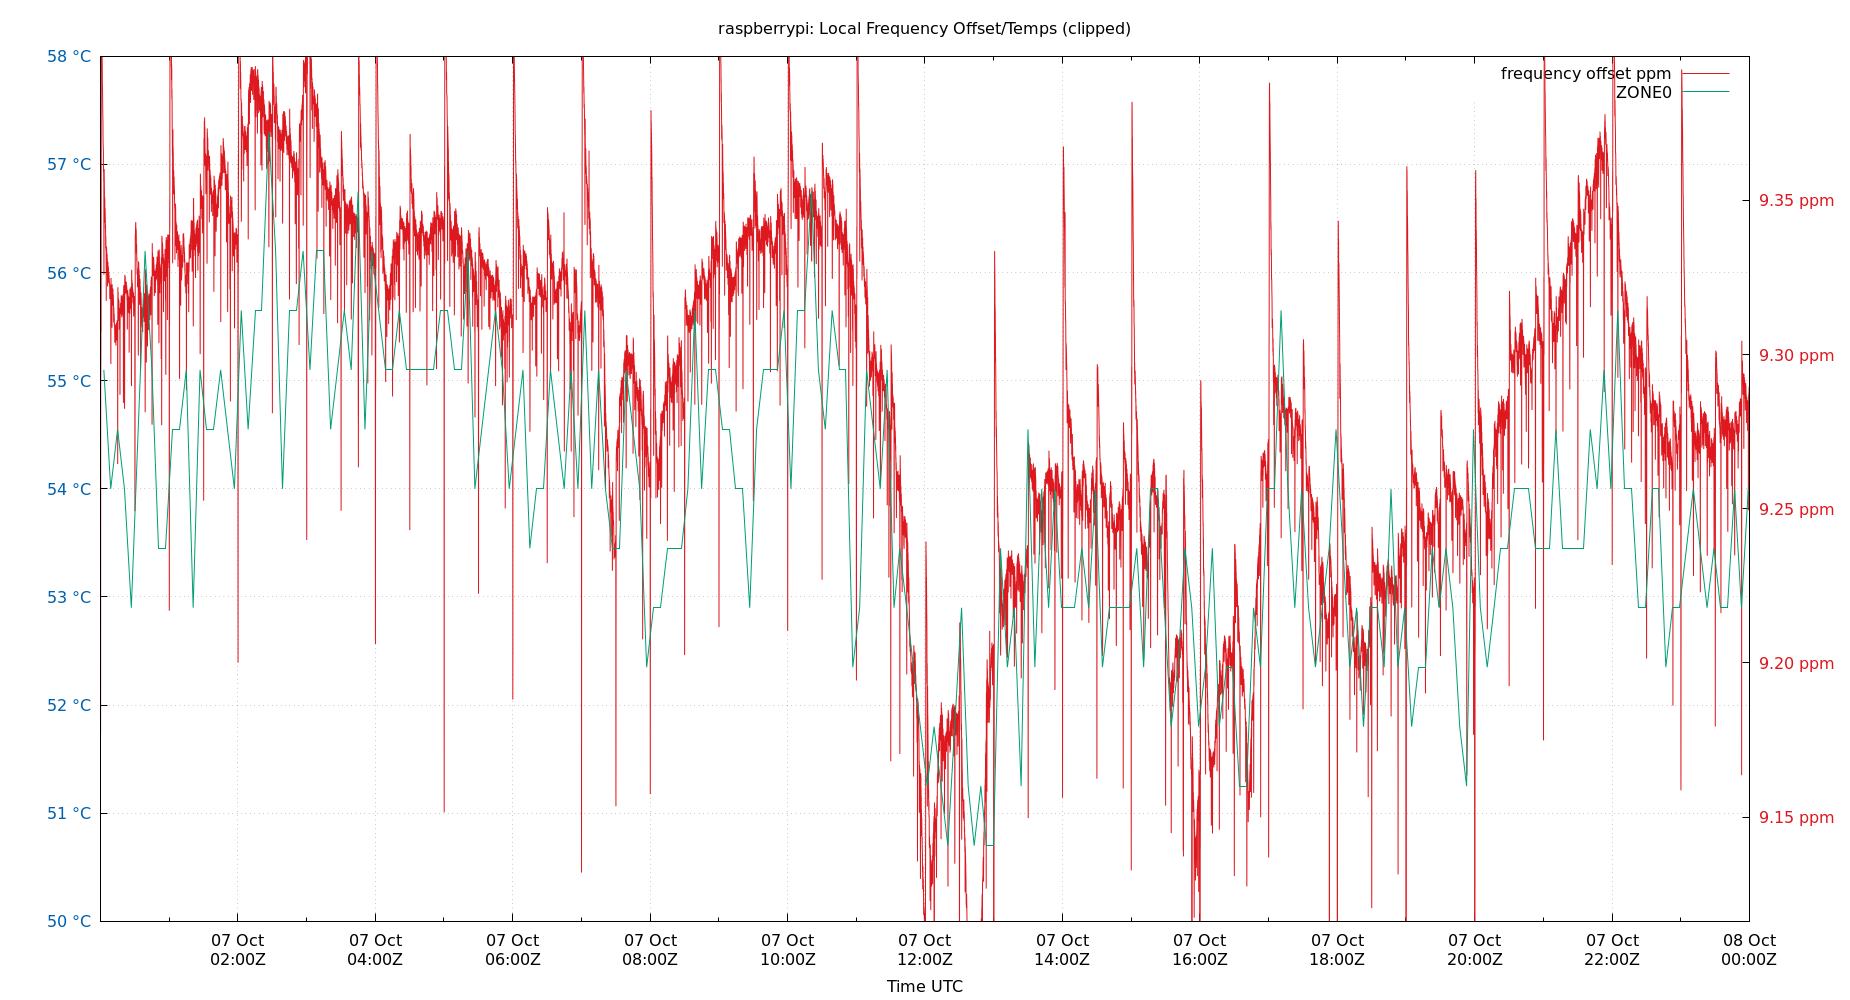 raspberrypi: Local Frequency Offset/Temps (clipped)
frequency offset ppm
ZONE0
58 °C
57 °C
56 °C
55 °C
54 °C
53 °C
52 °C
51 °C
50 °C
9.35 ppm
9.30 ppm
9.25 ppm
9.20 ppm
9.15 ppm
07 Oct 07 Oct 07 Oct 07 Oct 07 Oct 07 Oct 07 Oct 07 Oct 07 Oct 07 Oct 07 Oct 08 Oct
02:00Z 04:00Z 06:00Z 08:00Z 10:00Z 12:00Z 14:00Z 16:00Z 18:00Z 20:00Z 22:00Z 00:00Z
Time UTC